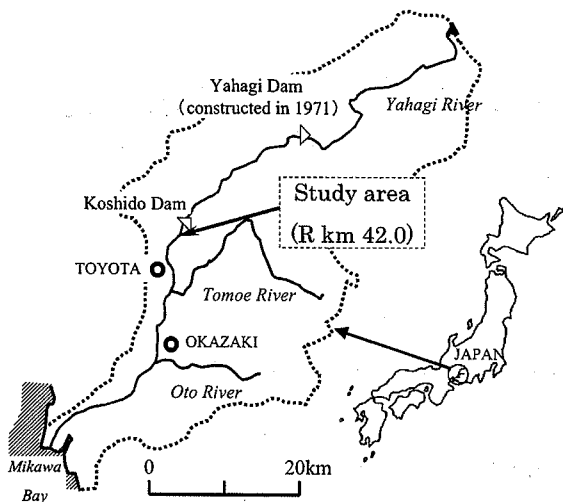 Yahagi Dam
(constructed in 1971)
Yahagi River
Koshido Dam
Study area
(R km 42.0)
TOYOTA
Tomoe River
OKAZAKI
JAPAN
Oto River
Mikawa
Bay
0
20km